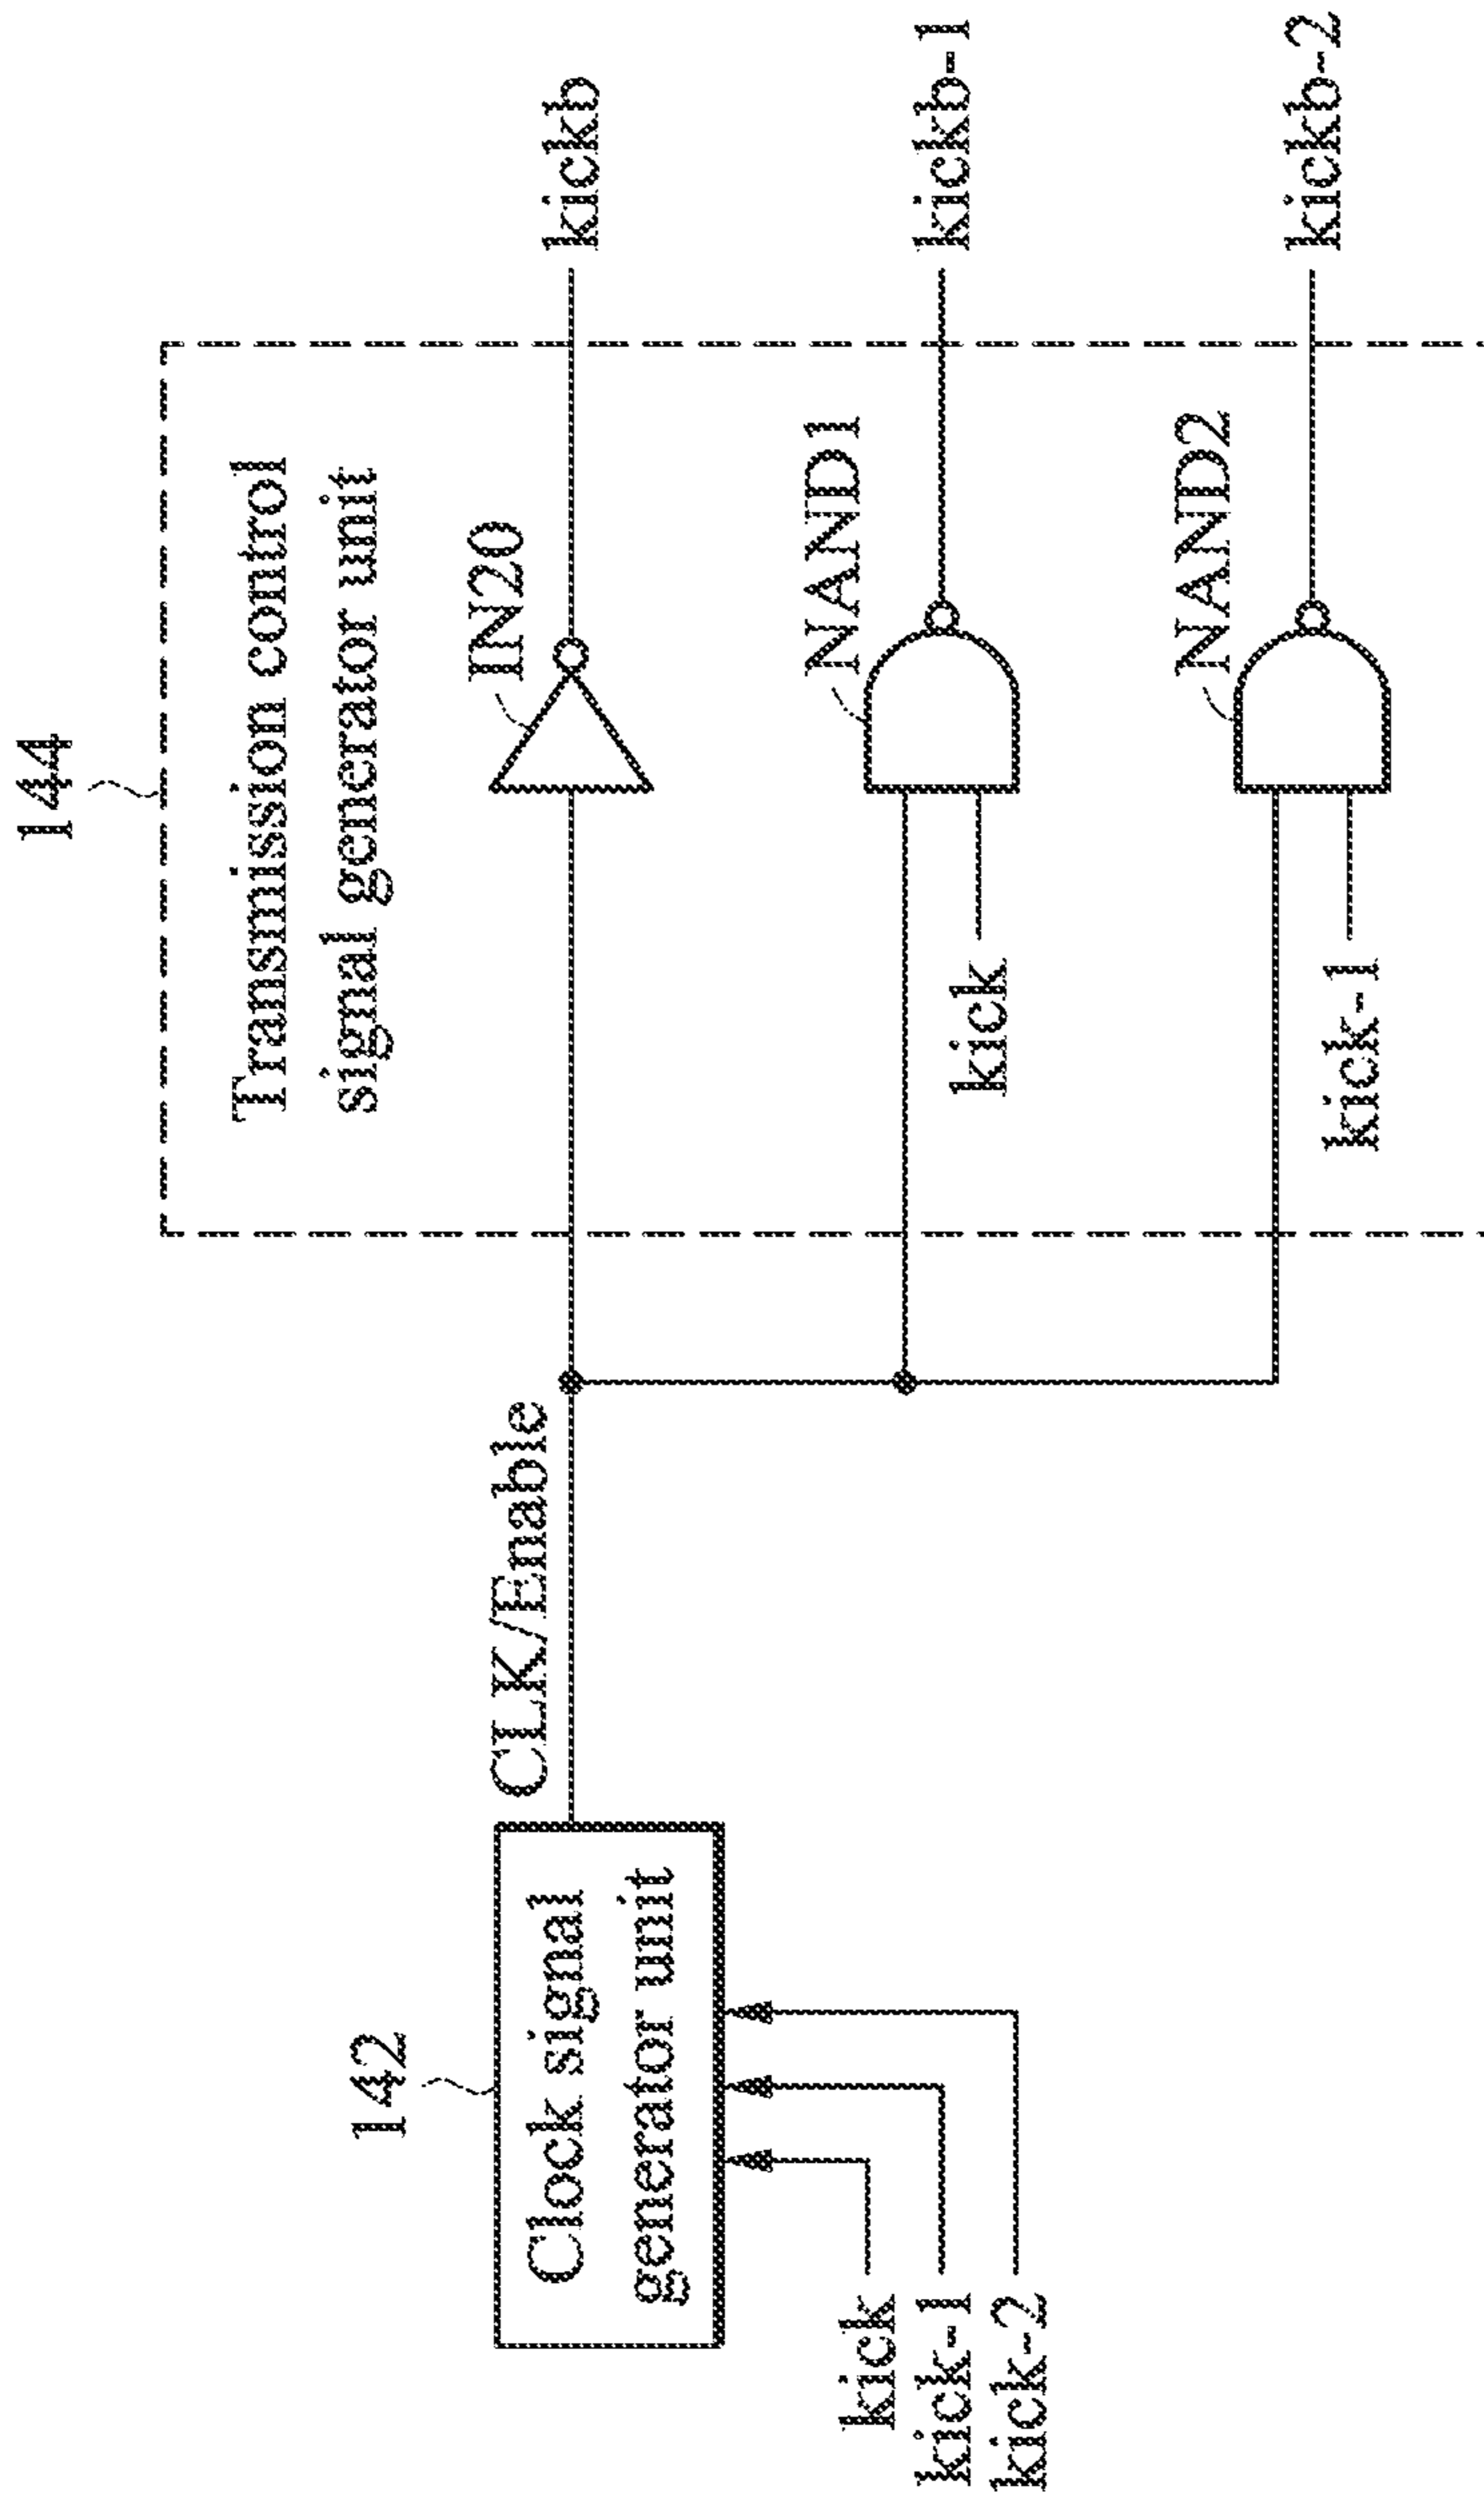 144
Transmission control
signal generator unit
IN20
kickb
NAND1
kick
kickb-1
NAND2
kick-1
kickb-2
CLK/Enable
142
Clock signal
generator unit
kick
kick-1
kick-2